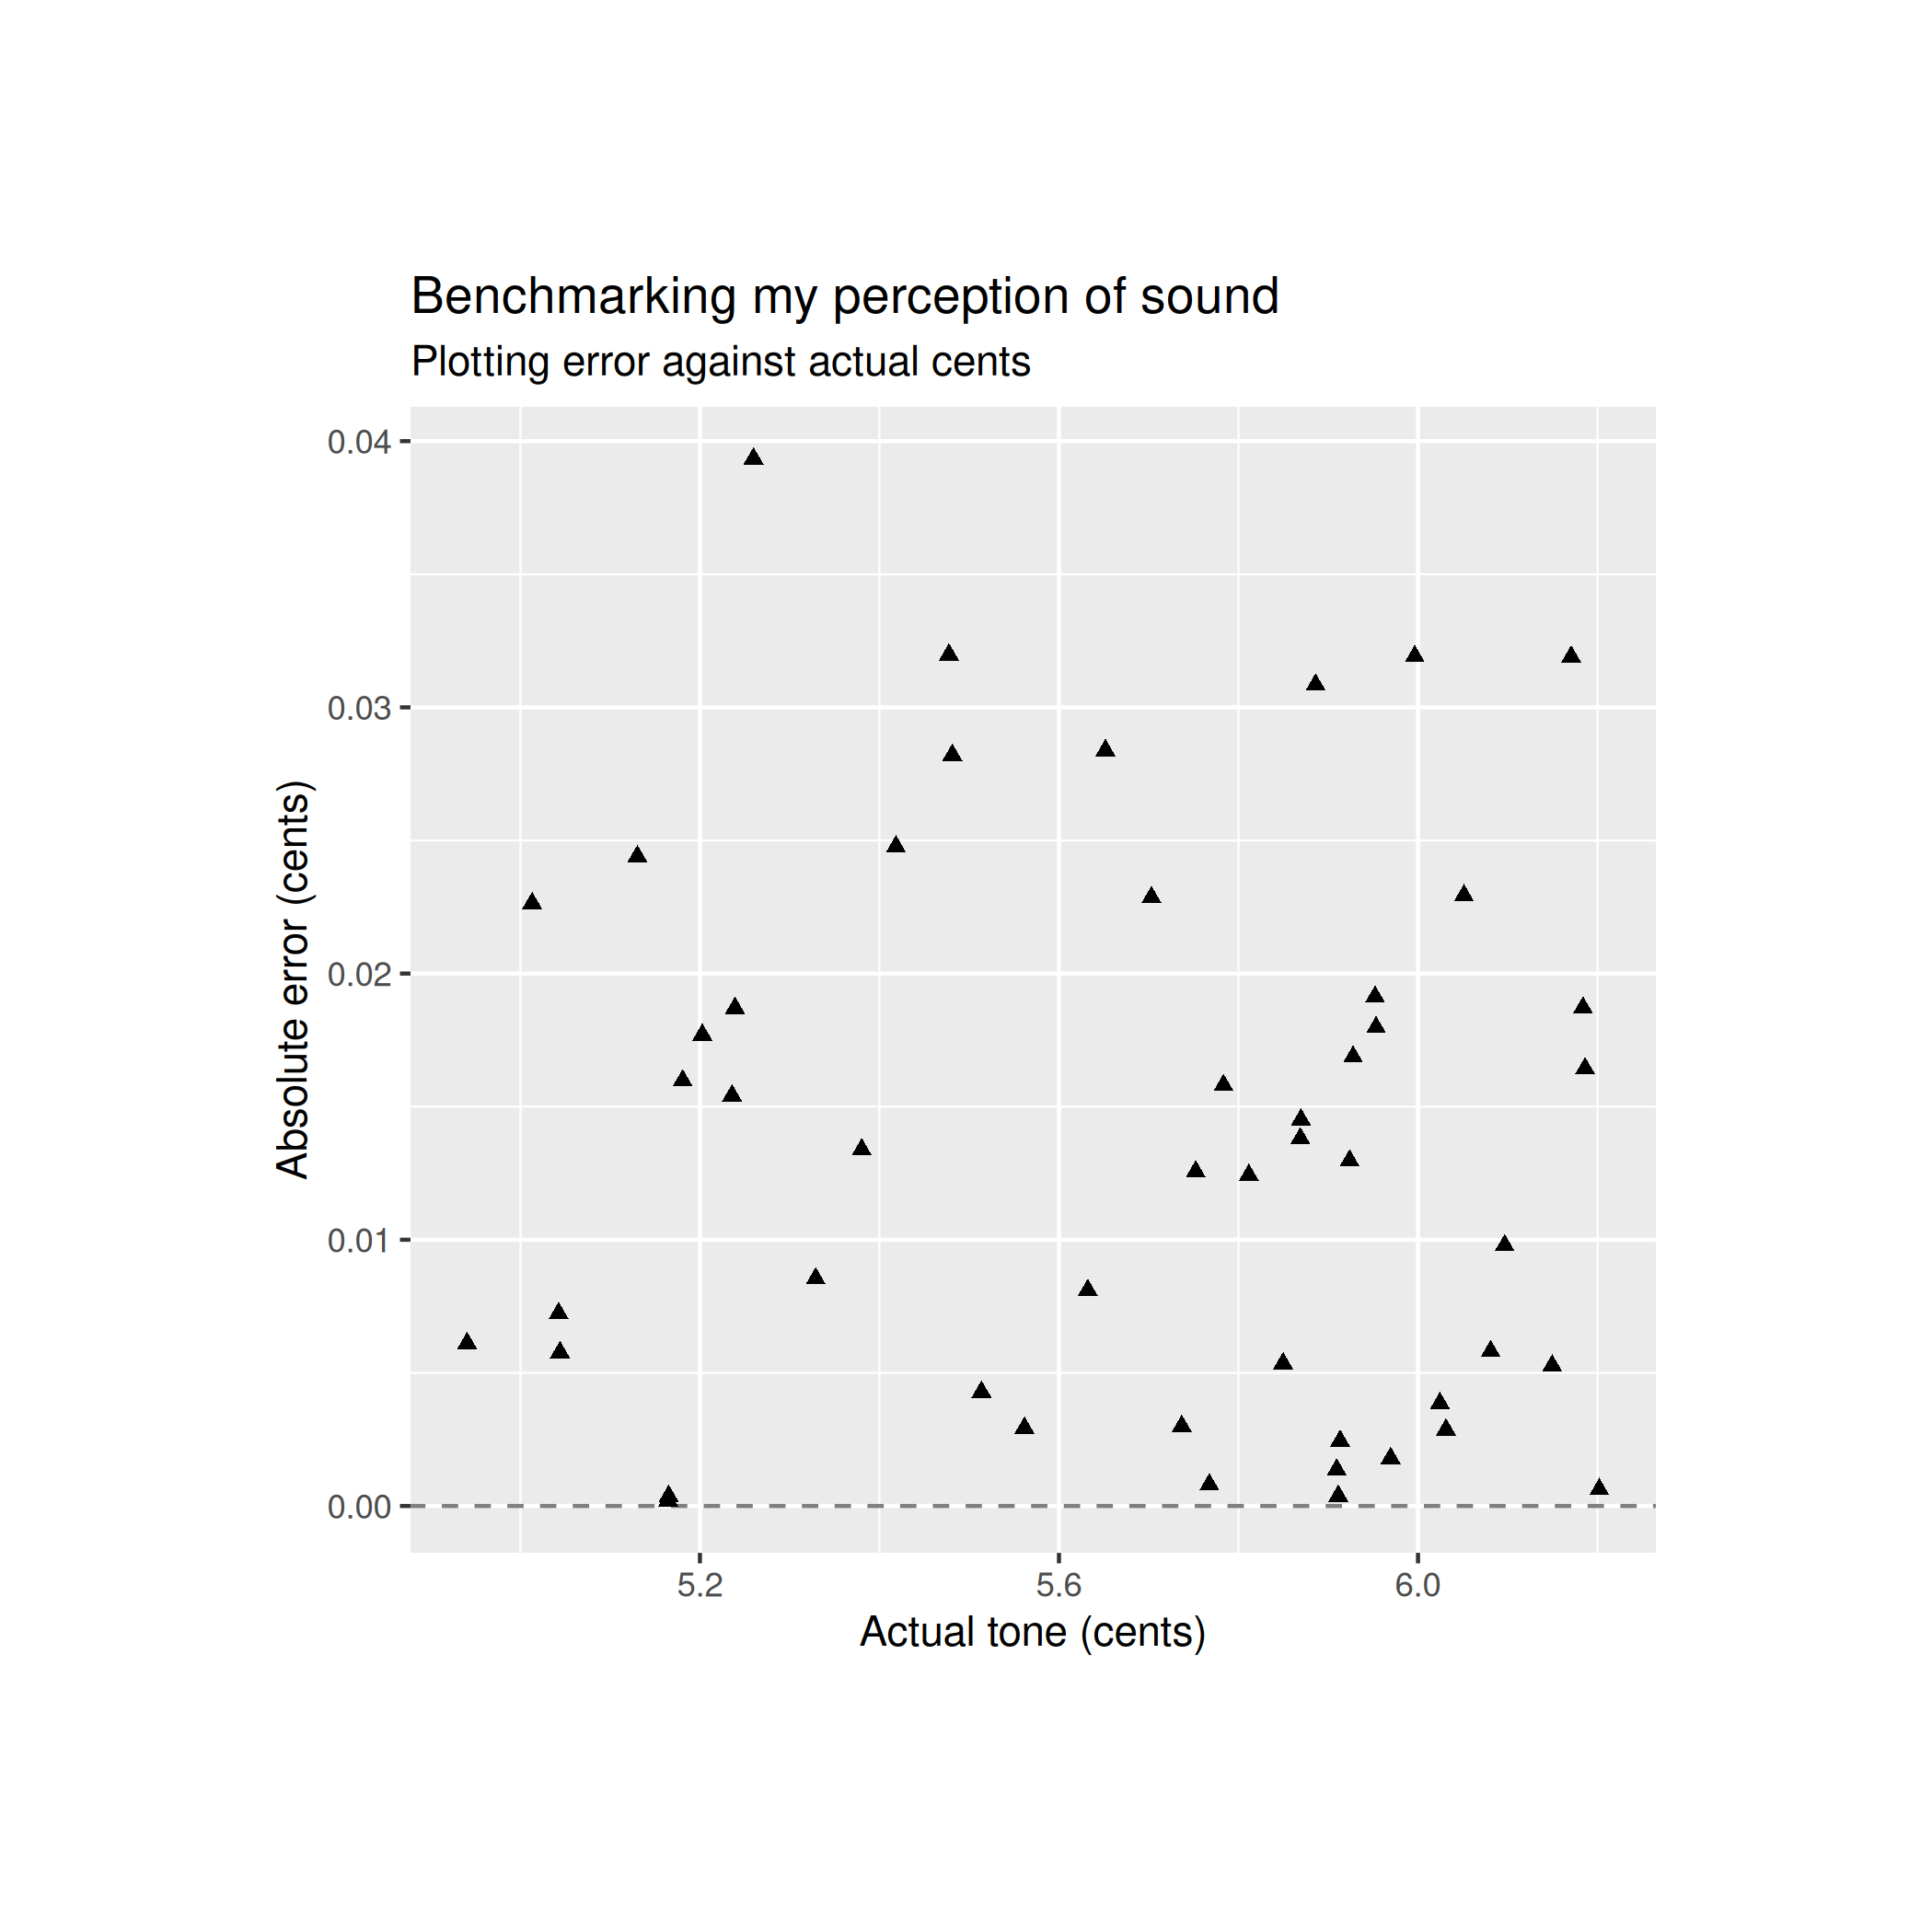 Benchmarking my perception of sound
Plotting error against actual cents
Absolute error (cents)
0.04
0.03
0.02
0.01
0.00
5.2 5.6 6.0
Actual tone (cents)